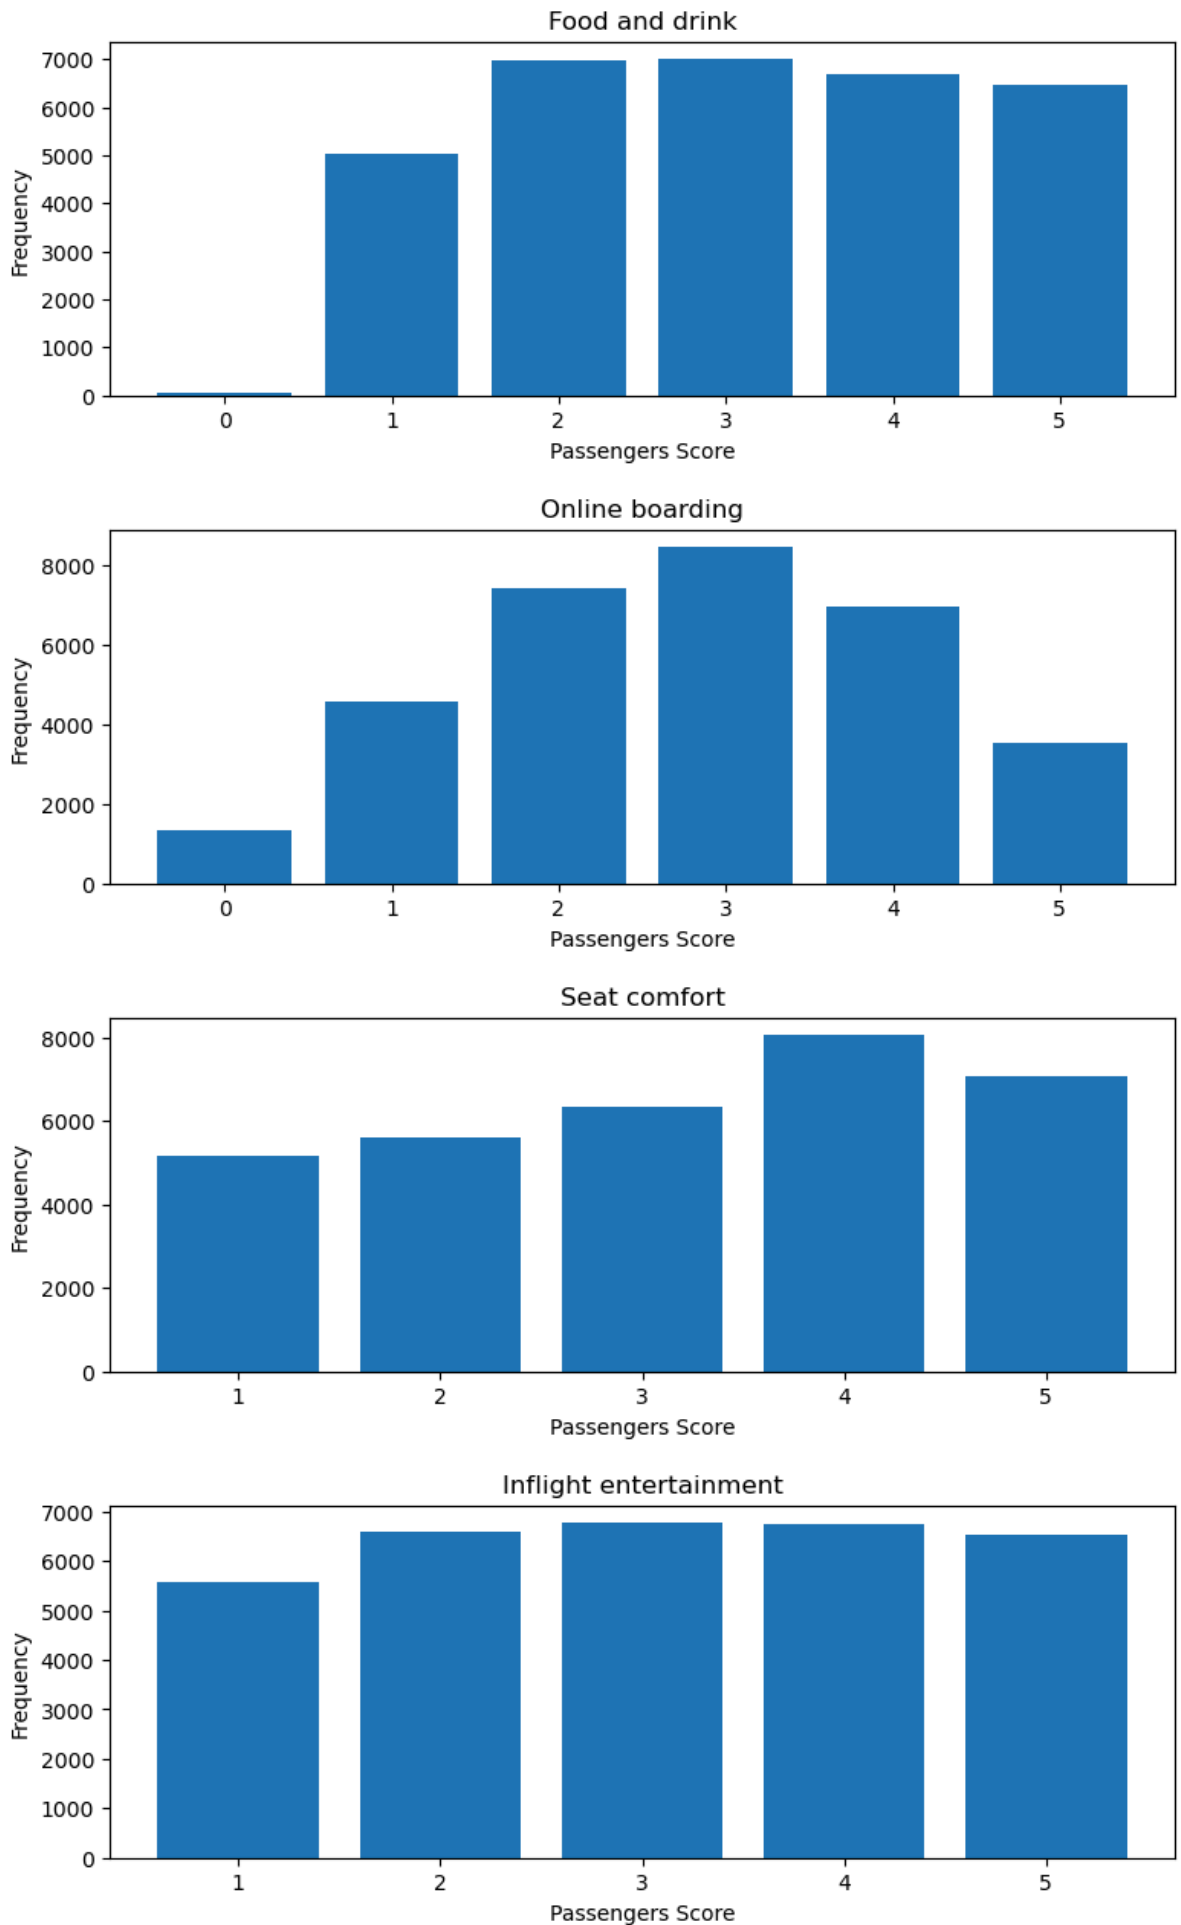 Food and drink
7000
6000
5000
4000
3000
2000
1000
0
Frequency
0 1 2 3 4 5
Passengers Score
Online boarding
8000
6000
4000
2000
0
Frequency
0 1 2 3 4 5
Passengers Score
Seat comfort
8000
6000
4000
2000
0
Frequency
1 2 3 4 5
Passengers Score
Inflight entertainment
7000
6000
5000
4000
3000
2000
1000
0
Frequency
1 2 3 4 5
Passengers Score